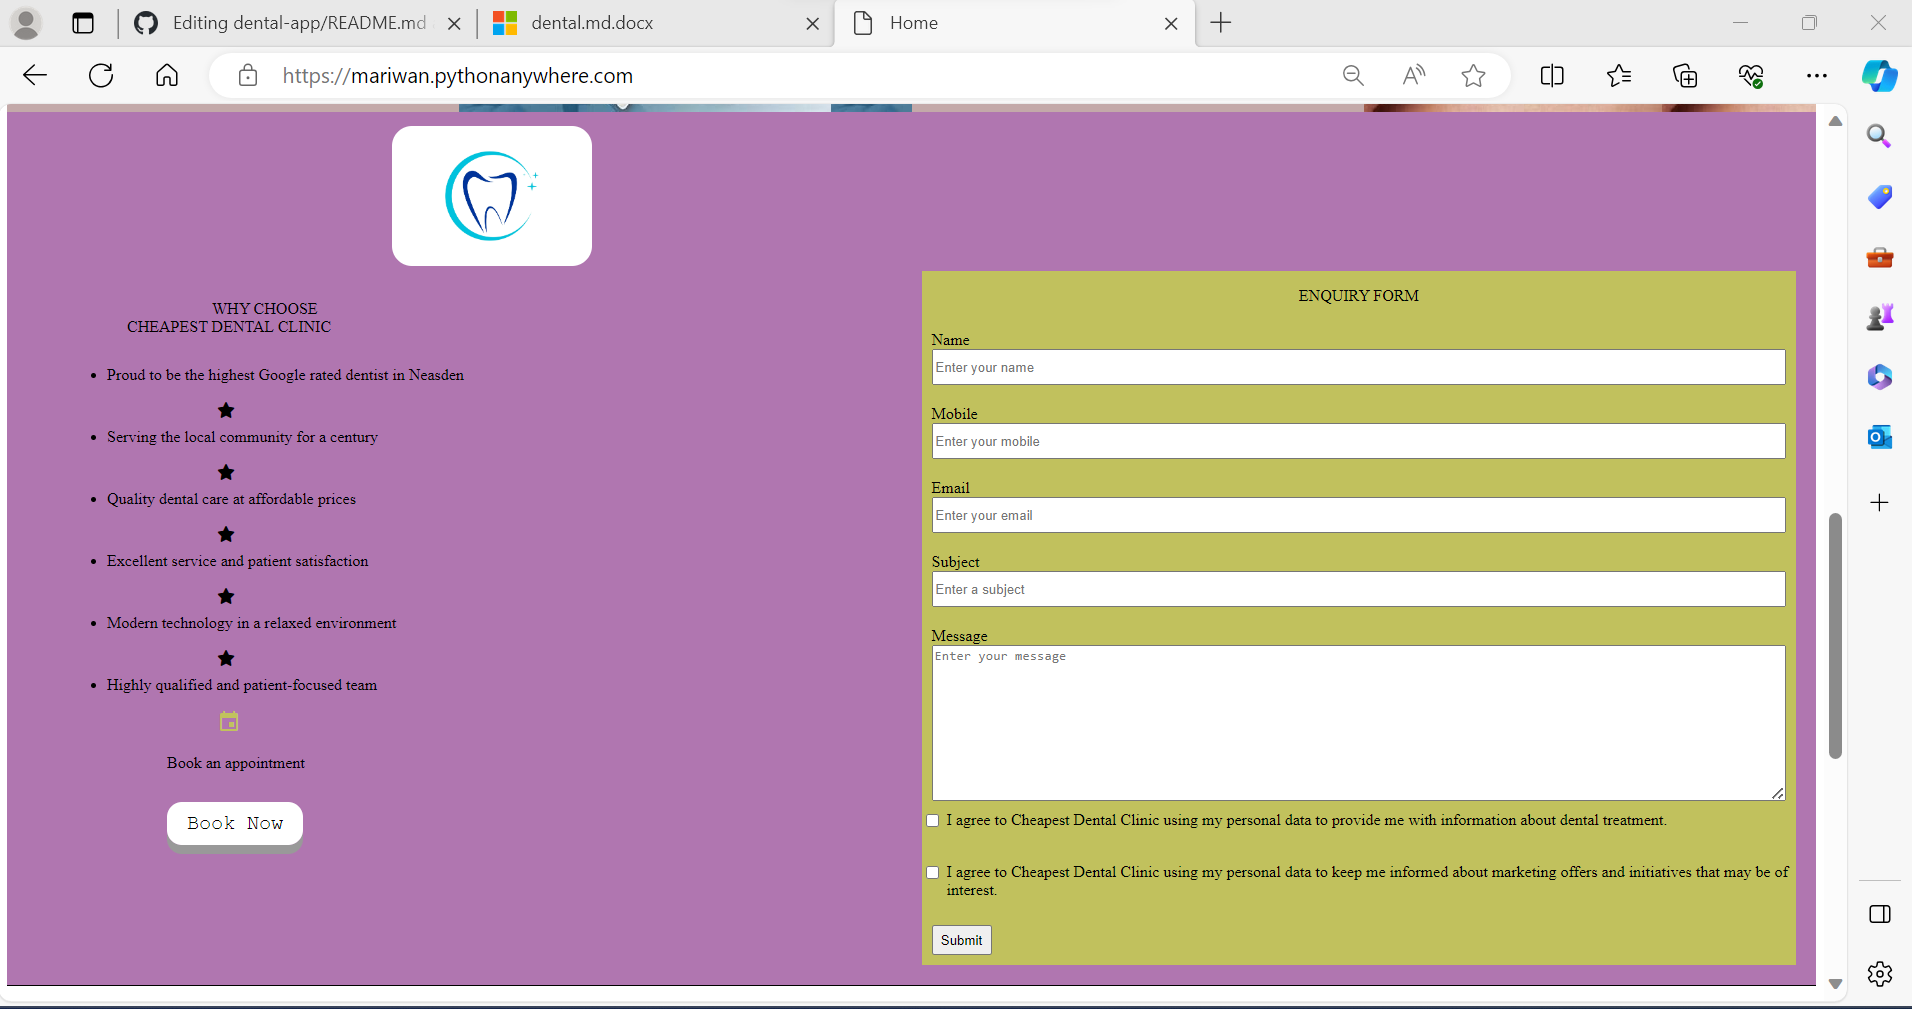 Editing dental-app/README.md
dental.md.docx
Home
https://mariwan.pythonanywhere.com
WHY CHOOSE
CHEAPEST DENTAL CLINIC
Proud to be the highest Google rated dentist in Neasden
Serving the local community for a century
Quality dental care at affordable prices
Excellent service and patient satisfaction
Modern technology in a relaxed environment
Highly qualified and patient-focused team
Book an appointment
Book Now
ENQUIRY FORM
Name
Enter your name
Mobile
Enter your mobile
Email
Enter your email
Subject
Enter a subject
Message
Enter your message
I agree to Cheapest Dental Clinic using my personal data to provide me with information about dental treatment.
I agree to Cheapest Dental Clinic using my personal data to keep me informed about marketing offers and initiatives that may be of
interest.
Submit